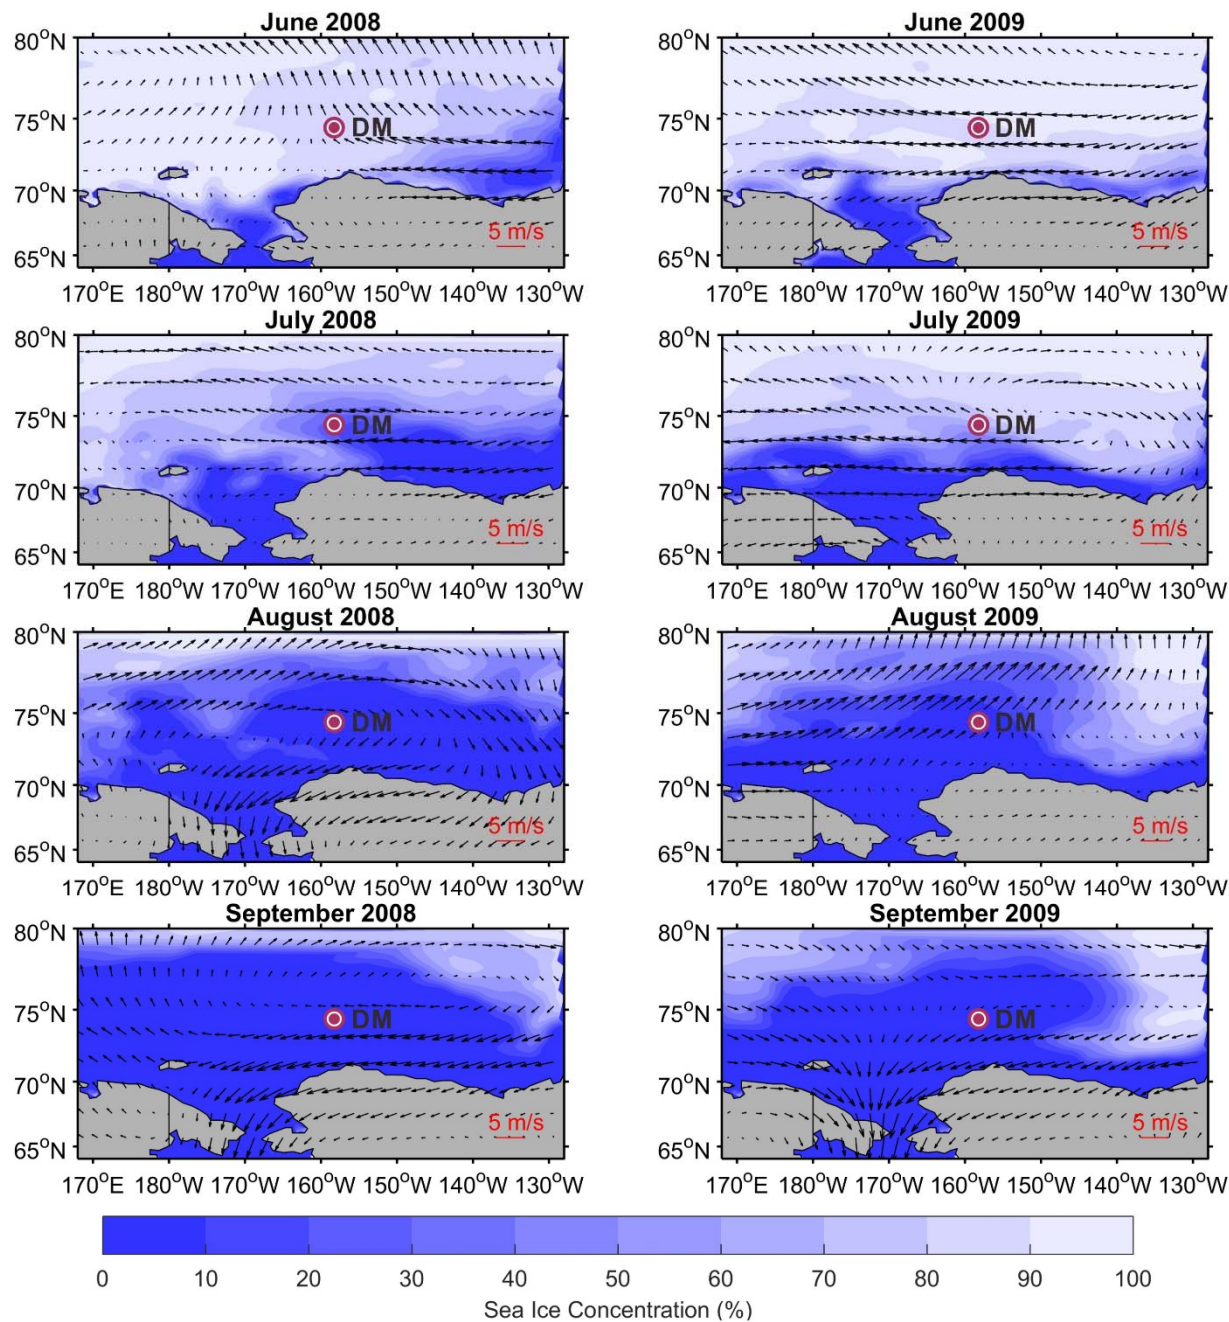 June 2008
June 2009
80°N 80°N
75°N DM 75°N DM
70°N 70°N
5 m/s 5 m/s
65°N 65°N
170°E 180°W 170°W 160°W 150°W 140°W 130°W 170°E 180°W 170°W 160°W 150°W 140°W 130°W
July 2008
July 2009
80°N 80°N
75°N DM 75°N DM
70°N 70°N
5 m/s 5 m/s
65°N 65°N
170°E 180°W 170°W 160°W 150°W 140°W 130°W 170°E 180°W 170°W 160°W 150°W 140°W 130°W
August 2008
August 2009
80°N 80°N
75°N DM 75°N DM
70°N 70°N
5 m/s 5 m/s
65°N 65°N
170°E 180°W 170°W 160°W 150°W 140°W 130°W 170°E 180°W 170°W 160°W 150°W 140°W 130°W
September 2008
September 2009
80°N 80°N
75°N DM 75°N DM
70°N 70°N
5 m/s 5 m/s
65°N 65°N
170°E 180°W 170°W 160°W 150°W 140°W 130°W 170°E 180°W 170°W 160°W 150°W 140°W 130°W
0 10 20 30 40 50 60 70 80 90 100
Sea Ice Concentration (%)